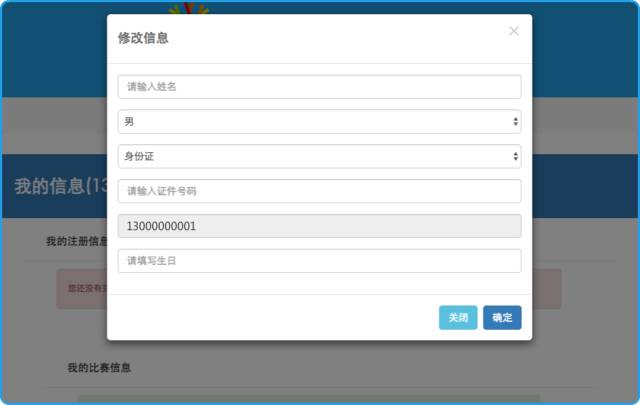 修改信息
×
请输入姓名
男
身份证
请输入证件号码
13000000001
请填写生日
关闭
确定
我的信息(13
我的注册信息
您还没有完
我的比赛信息